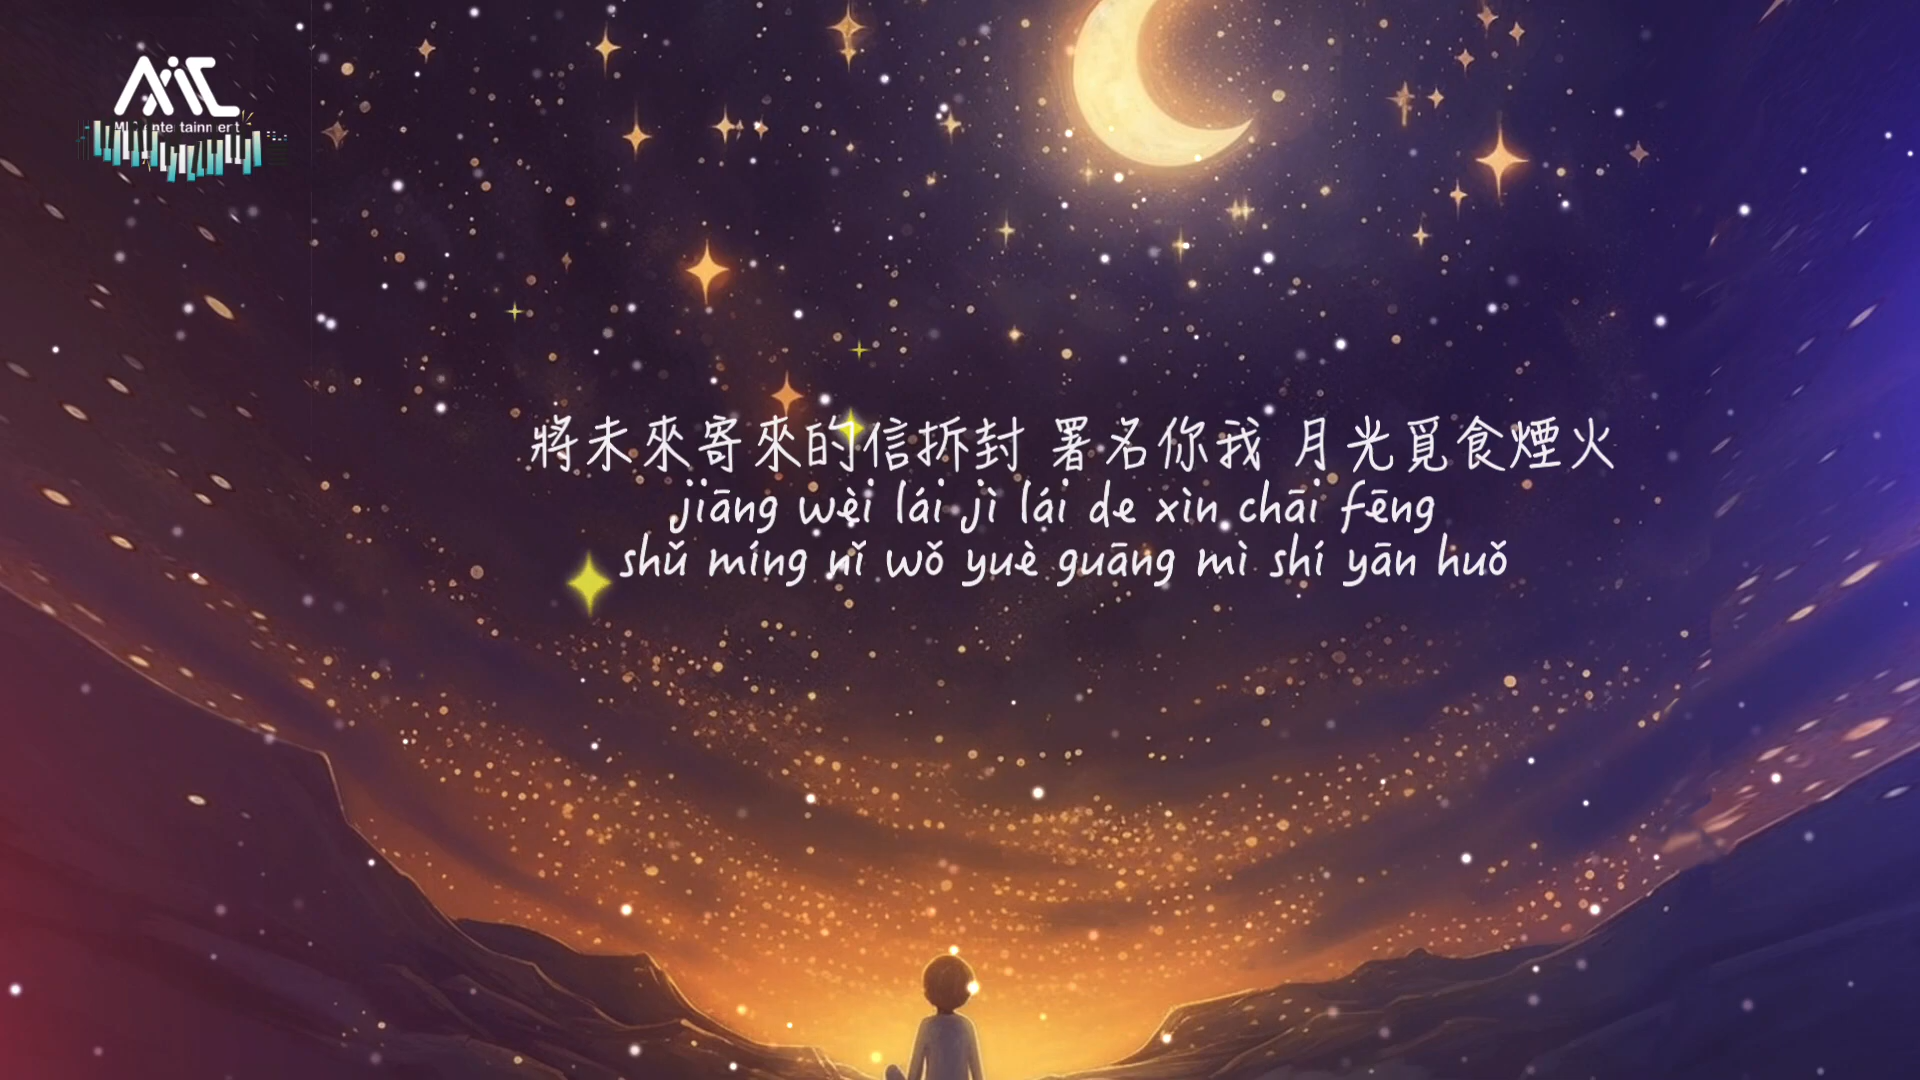 將未來寄來的信拆封 署名你我 月光覓食煙火
jiāng wèi lái jì lái de xìn chāi fēng
shǔ míng nǐ wǒ yuè guāng mì shí yān huǒ